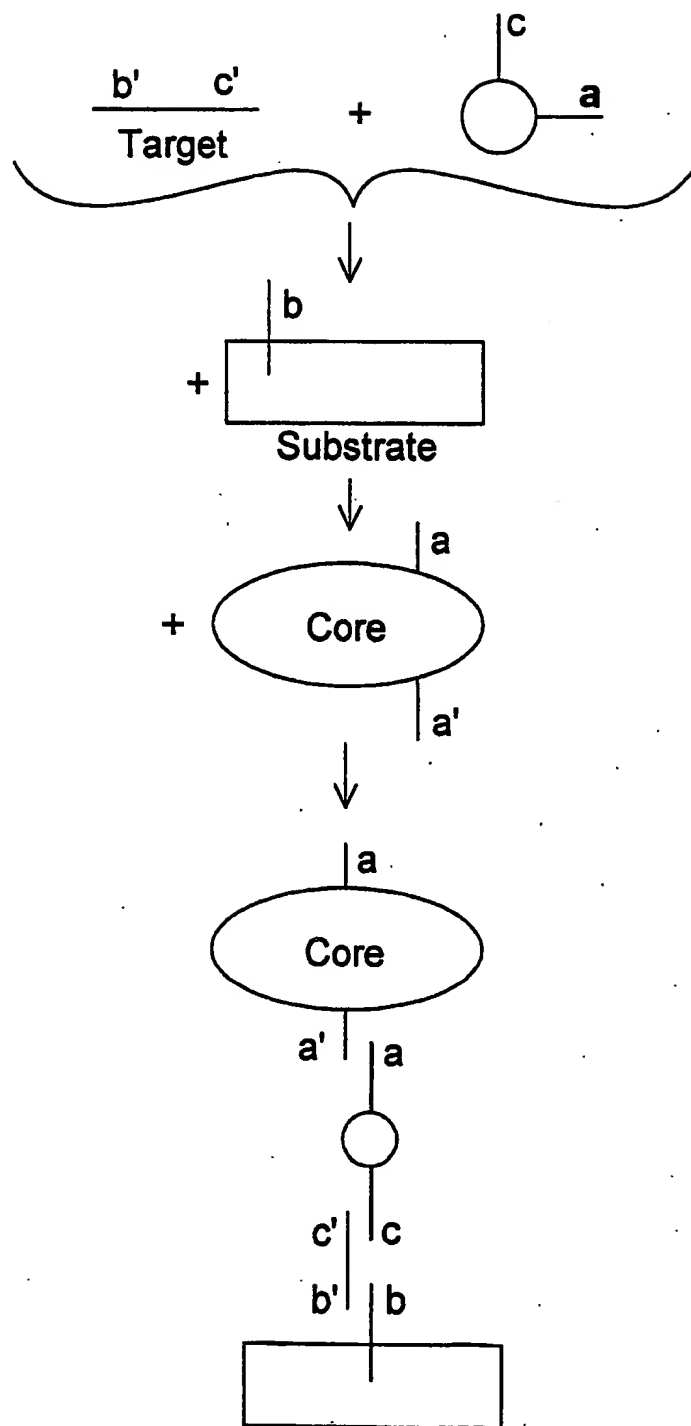 c
b' c' + a
Target
b
+
Substrate
a
+ Core
a'
a
Core
a' a
c' c
b' b